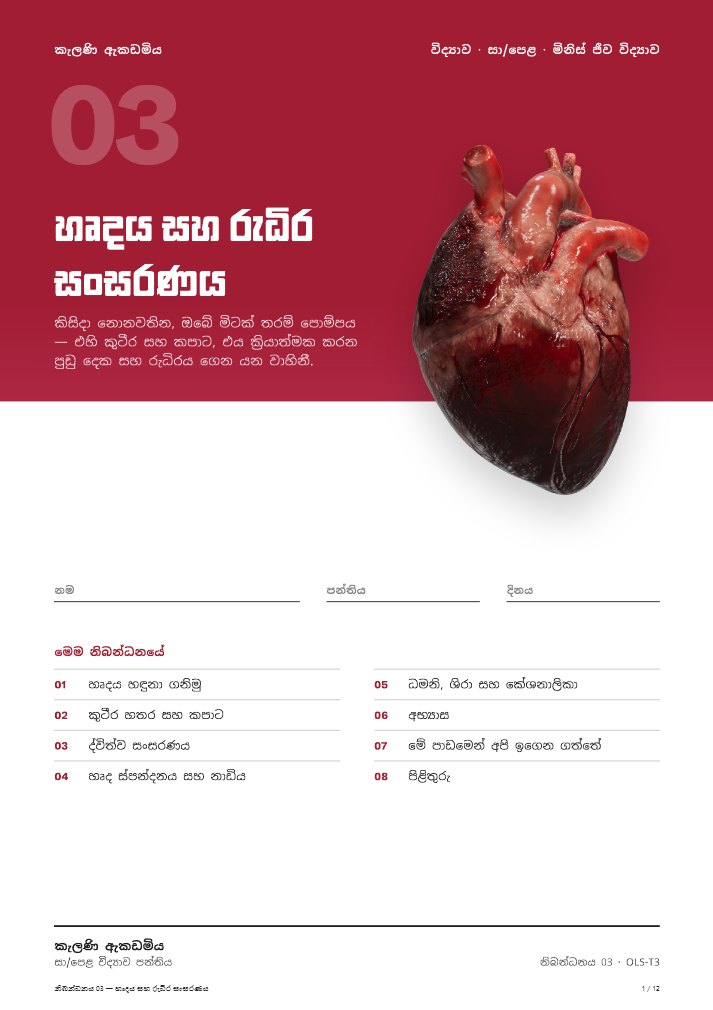 කැලණි ඇකඩමිය
විද්‍යාව · සා/පෙළ · මිනිස් ජීව විද්‍යාව
03
හෘදය සහ රුධිර
සංසරණය
කිසිදා නොනවතින, ඔබේ මිටක් තරම් පොම්පය
— එහි කුටීර සහ කපාට, එය ක්‍රියාත්මක කරන
පුඩු දෙක සහ රුධිරය ගෙන යන වාහිනී.
නම
පන්තිය
දිනය
මෙම නිබන්ධනයේ
01 හෘදය හඳුනා ගනිමු
02 කුටීර හතර සහ කපාට
03 ද්විත්ව සංසරණය
04 හෘද ස්පන්දනය සහ නාඩිය
05 ධමනි, ශිරා සහ කේශනාලිකා
06 අභ්‍යාස
07 මේ පාඩමෙන් අපි ඉගෙන ගත්තේ
08 පිළිතුරු
කැලණි ඇකඩමිය
සා/පෙළ විද්‍යාව පන්තිය
නිබන්ධනය 03 · OLS-T3
නිබන්ධනය 03 — හෘදය සහ රුධිර සංසරණය
1 / 12